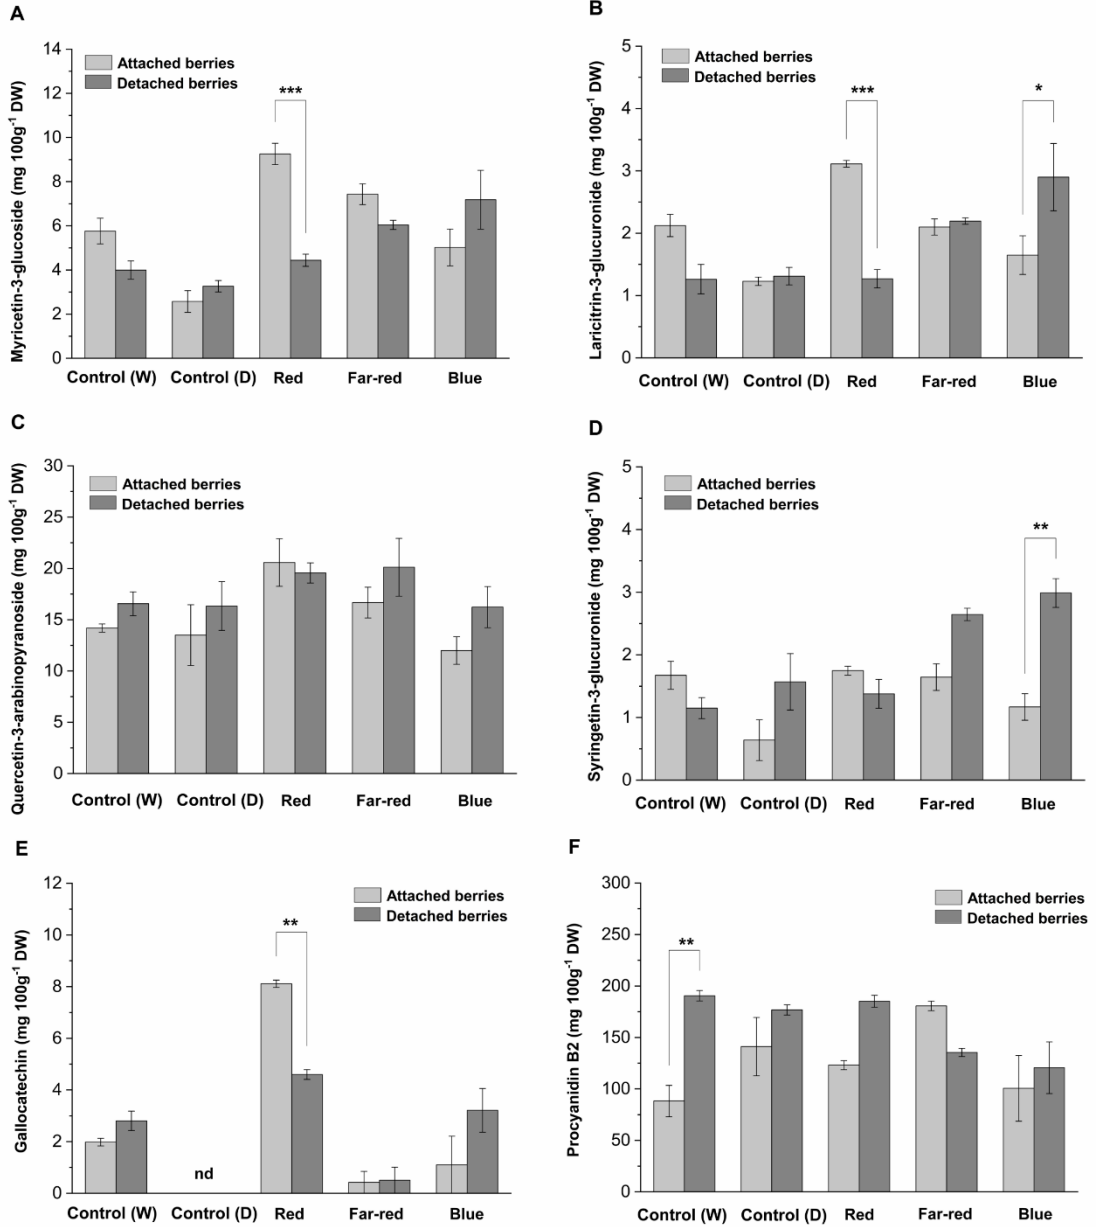 A
Myricetin-3-glucoside (mg 100g⁻¹ DW)
14
12
10
8
6
4
2
0
Attached berries
Detached berries
***
Control (W) Control (D) Red Far-red Blue
B
Laricitrin-3-glucuronide (mg 100g⁻¹ DW)
5
4
3
2
1
0
Attached berries
Detached berries
***
*
Control (W) Control (D) Red Far-red Blue
C
Quercetin-3-arabinopyranoside (mg 100g⁻¹ DW)
30
25
20
15
10
5
0
Attached berries
Detached berries
Control (W) Control (D) Red Far-red Blue
D
Syringetin-3-glucuronide (mg 100g⁻¹ DW)
5
4
3
2
1
0
Attached berries
Detached berries
**
Control (W) Control (D) Red Far-red Blue
E
Gallocatechin (mg 100g⁻¹ DW)
12
10
8
6
4
2
0
Attached berries
Detached berries
**
nd
Control (W) Control (D) Red Far-red Blue
F
Procyanidin B2 (mg 100g⁻¹ DW)
300
250
200
150
100
50
0
Attached berries
Detached berries
**
Control (W) Control (D) Red Far-red Blue